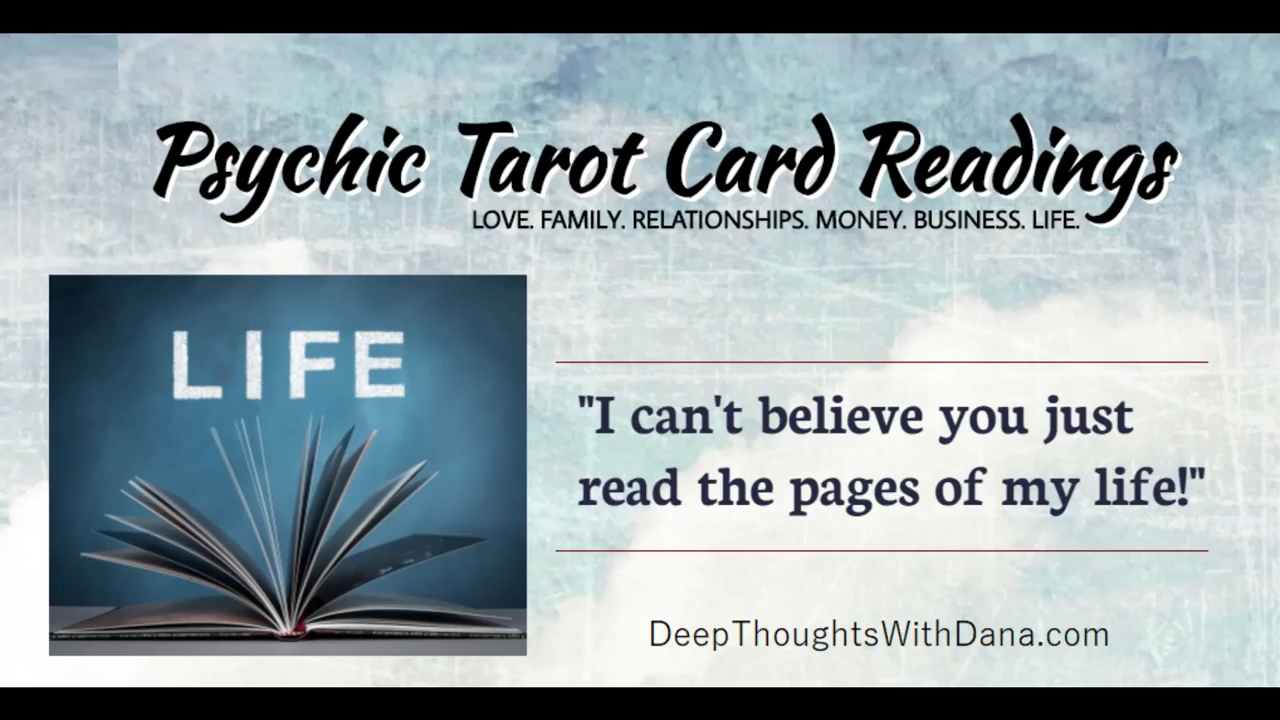 Psychic Tarot Card Readings
LOVE. FAMILY. RELATIONSHIPS. MONEY. BUSINESS. LIFE.
LIFE
"I can't believe you just
read the pages of my life!"
DeepThoughtsWithDana.com